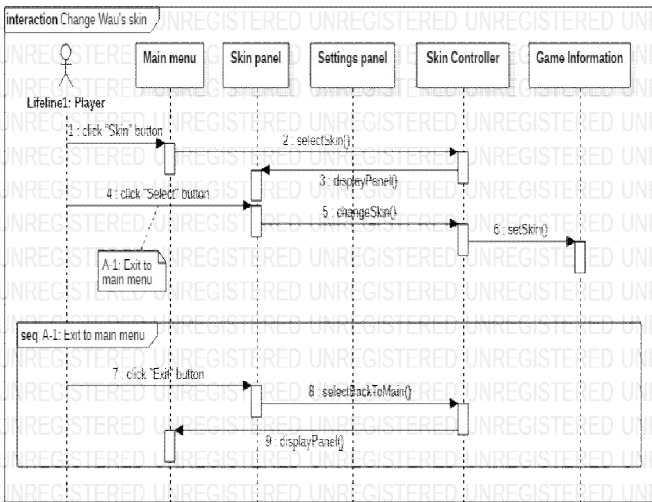 interaction Change Wau's skin
Main menu
Skin panel
Settings panel
Skin Controller
Game Information
Lifeline1: Player
1 : click "Skin" button
2 : selectSkin()
3 : displayPanel()
4 : click "Select" button
5 : changeSkin()
6 : setSkin()
A-1: Exit to
main menu
seq A-1: Exit to main menu
7 : click "Exit" button
8 : selectBackToMain()
9 : displayPanel()
UNREGISTERED UNREGISTERED UNREGISTERED